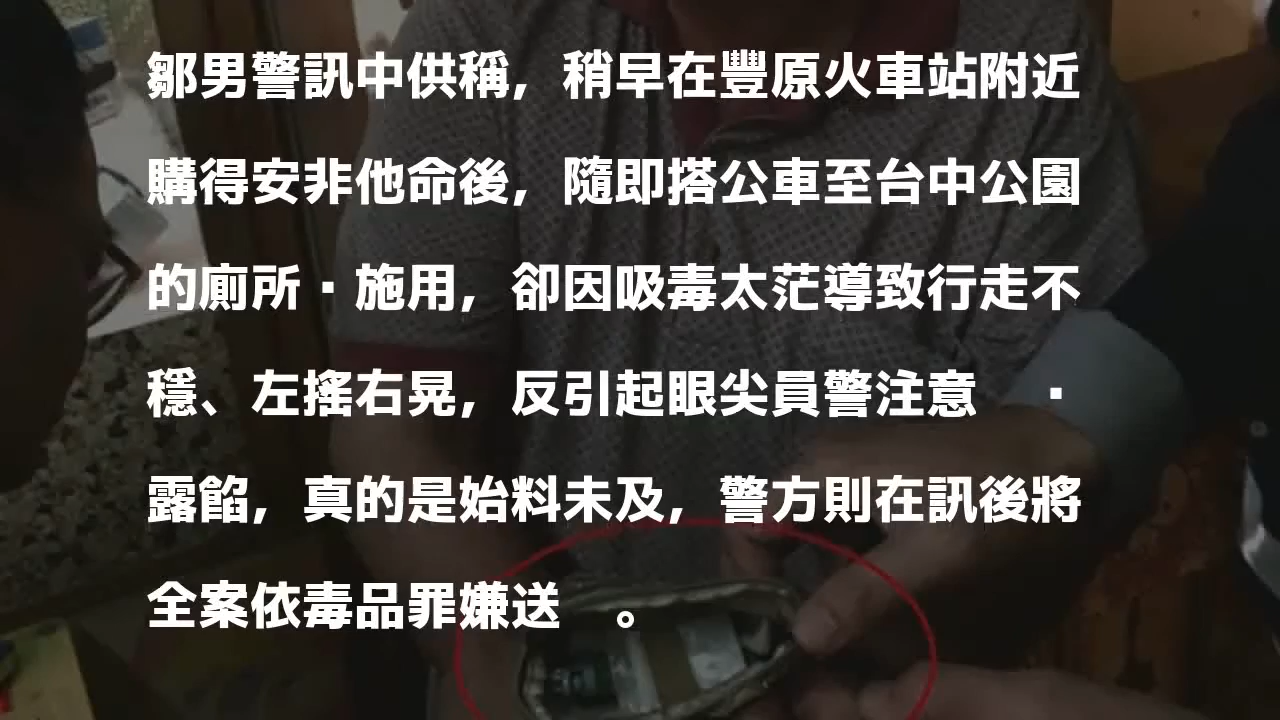 鄒男警訊中供稱，稍早在豐原火車站附近
購得安非他命後，隨即搭公車至台中公園
的廁所·施用，卻因吸毒太茫導致行走不
穩、左搖右晃，反引起眼尖員警注意 ·
露餡，真的是始料未及，警方則在訊後將
全案依毒品罪嫌送 。